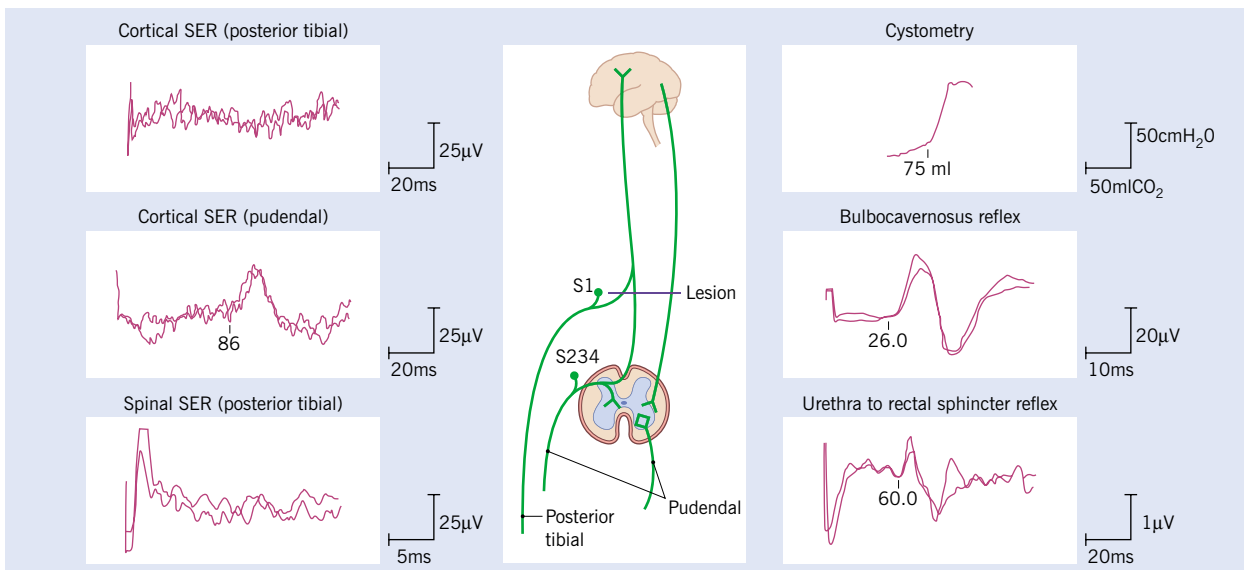 Cortical SER (posterior tibial)
25µV
20ms
Cortical SER (pudendal)
86
25µV
20ms
Spinal SER (posterior tibial)
25µV
5ms
S1
Lesion
S234
Pudendal
Posterior
tibial
Cystometry
75 ml
50cmH₂0
50mlCO₂
Bulbocavernosus reflex
26.0
20µV
10ms
Urethra to rectal sphincter reflex
60.0
1µV
20ms